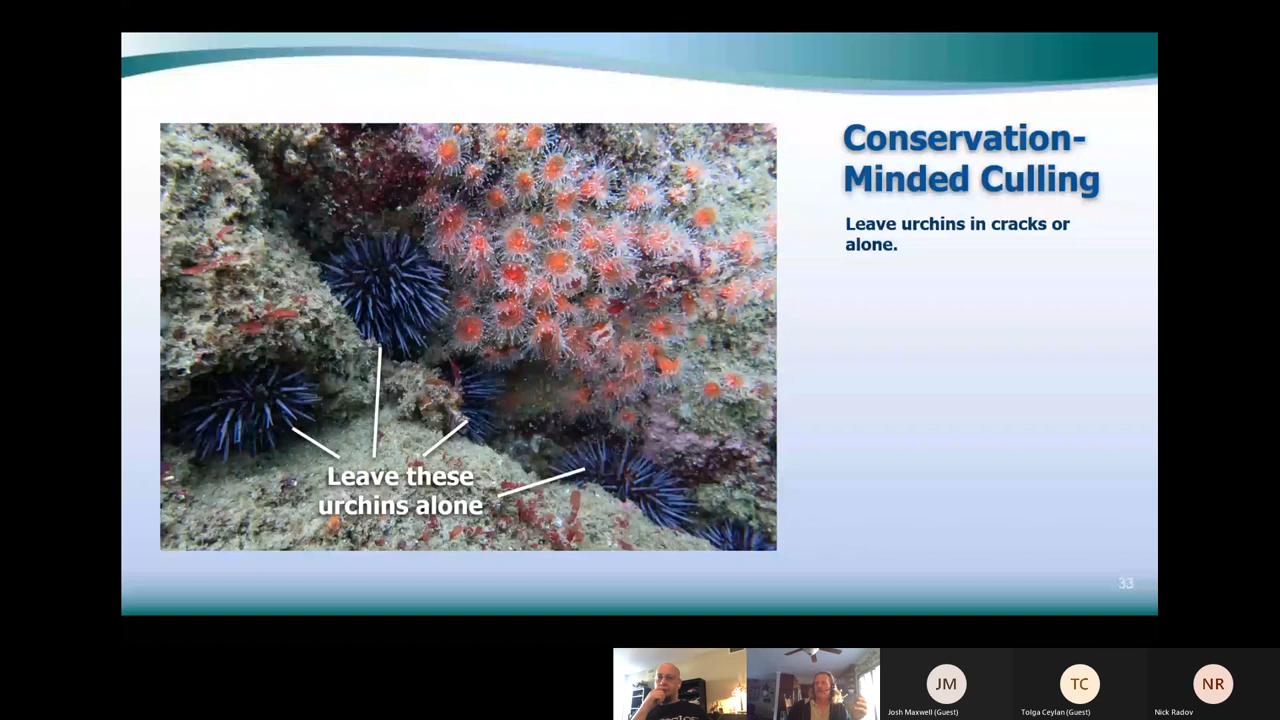 Conservation-
Minded Culling
Leave urchins in cracks or
alone.
Leave these
urchins alone
33
JM
Josh Maxwell (Guest)
TC
Tolga Ceylan (Guest)
NR
Nick Radov